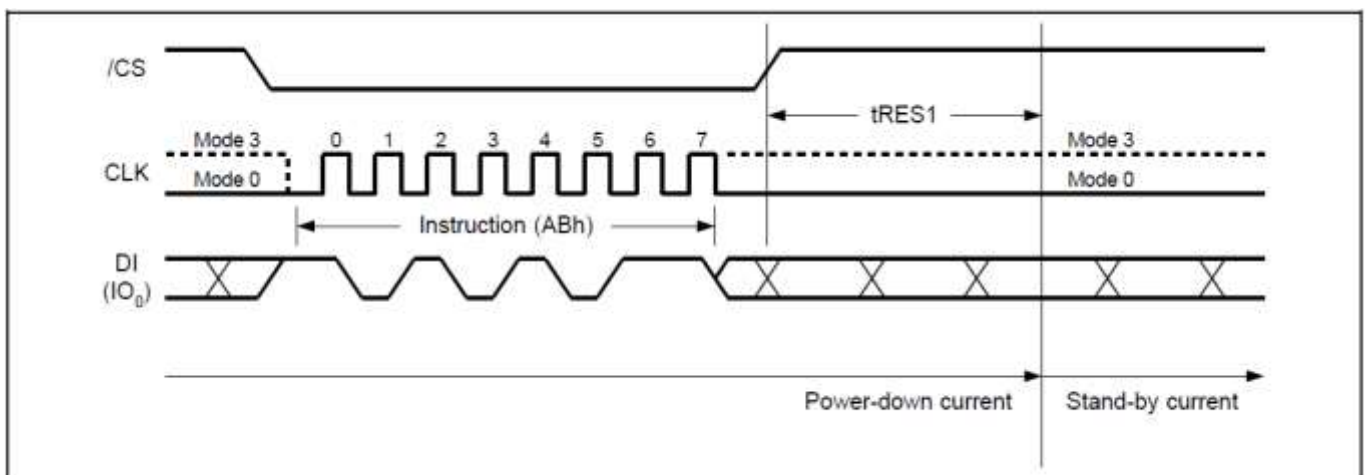 /CS
tRES1
Mode 3 0 1 2 3 4 5 6 7 Mode 3
CLK
Mode 0 Mode 0
Instruction (ABh)
DI
(IO₀)
Power-down current Stand-by current